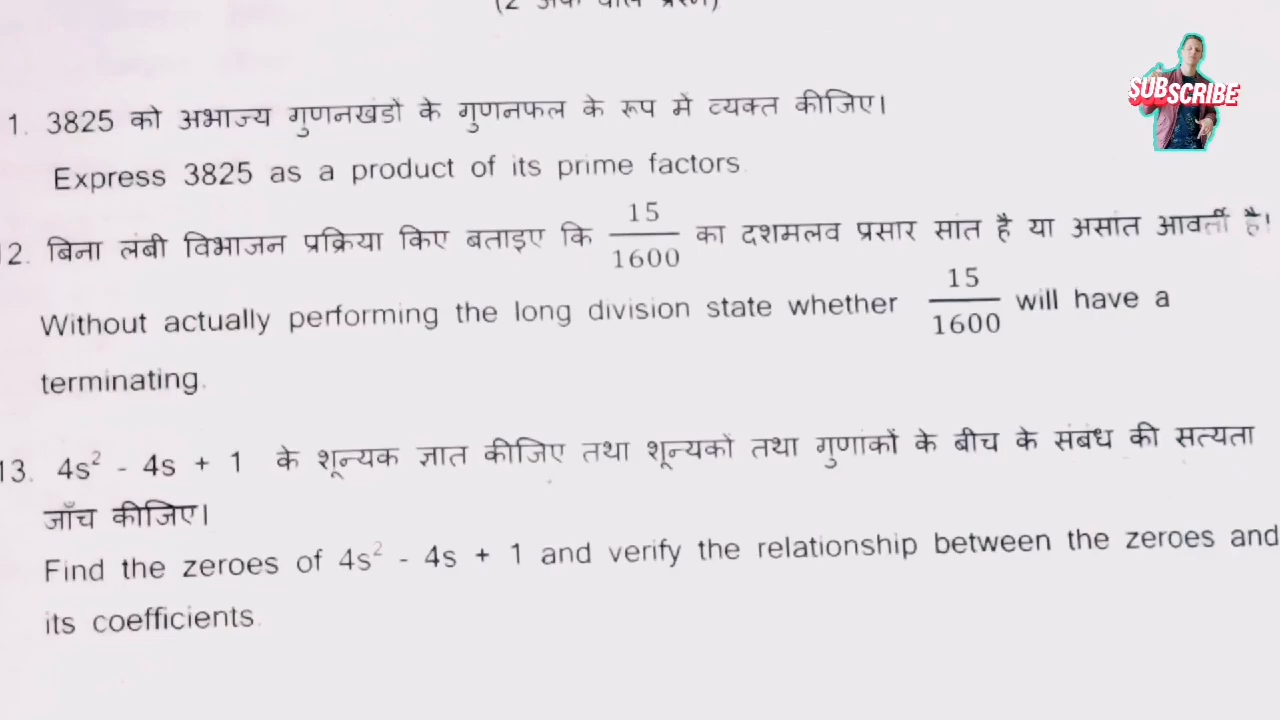 1. 3825 को अभाज्य गुणनखंडों के गुणनफल के रूप में व्यक्त कीजिए।
SUBSCRIBE
Express 3825 as a product of its prime factors.
2. बिना लंबी विभाजन प्रक्रिया किए बताइए कि 15/1600 का दशमलव प्रसार सांत है या असांत आवर्ती है।
Without actually performing the long division state whether 15/1600 will have a
terminating.
13. 4s² - 4s + 1 के शून्यक ज्ञात कीजिए तथा शून्यकों तथा गुणांकों के बीच के संबंध की सत्यता
जाँच कीजिए।
Find the zeroes of 4s² - 4s + 1 and verify the relationship between the zeroes and
its coefficients.